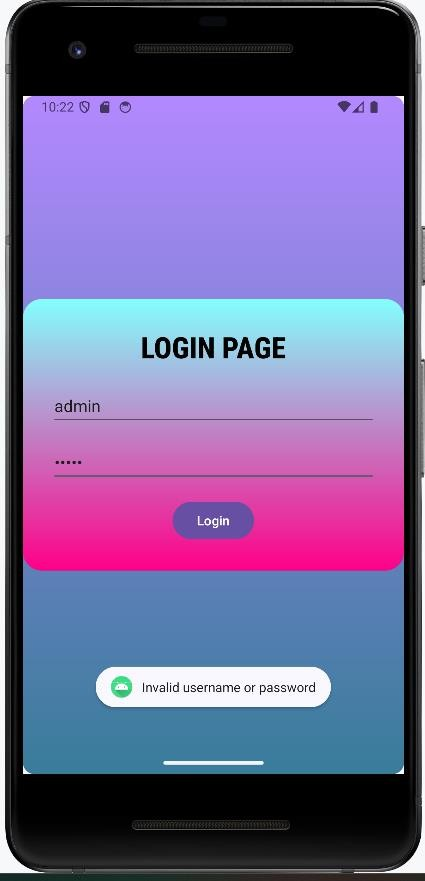 10:22
LOGIN PAGE
admin
•••••
Login
Invalid username or password